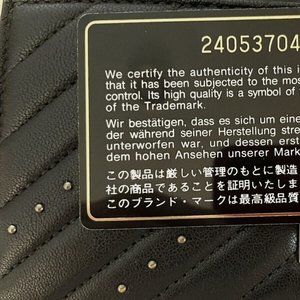 24053704
We certify the authenticity of this i
that it has been subjected to the mos
control. Its high quality is a symbol of
of the Trademark.
Wir bestätigen, dass es sich um eine
der während seiner Herstellung stren
unterworfen war, und dessen erst
dem hohen Ansehen unserer Mark
この製品は厳しい管理のもとに製造
社の商品であることを証明いたしま
このブランド・マークは最高級品質